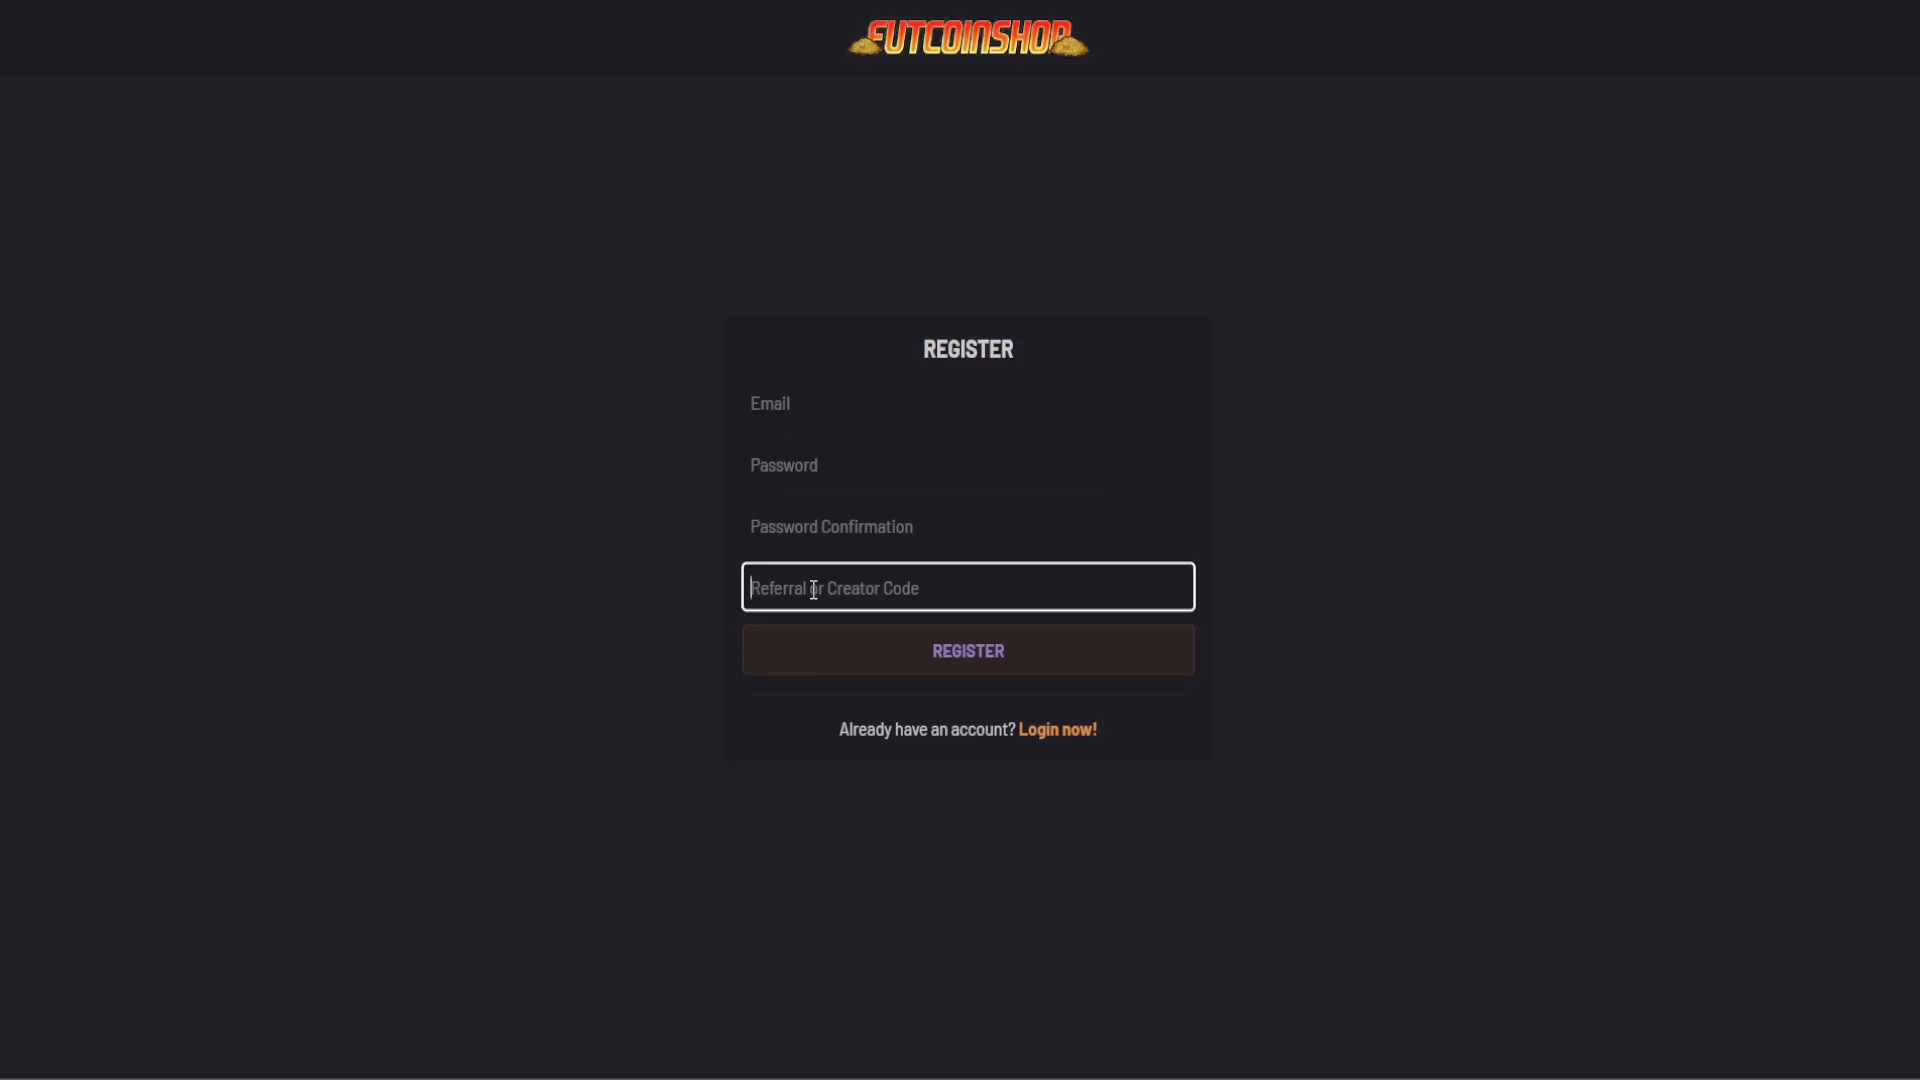 FUTCOINSHOP
REGISTER
Email
Password
Password Confirmation
Referral or Creator Code
REGISTER
Already have an account? Login now!